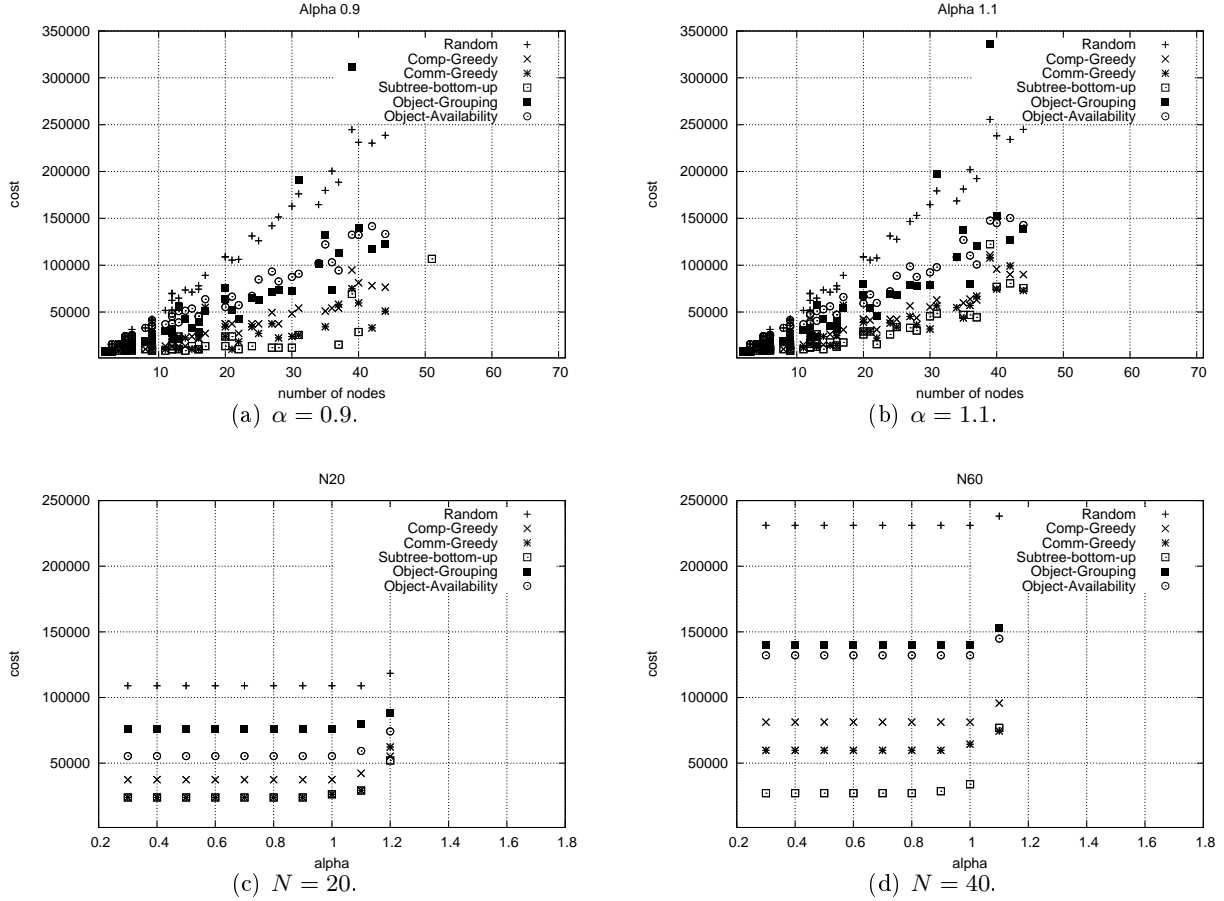 Alpha 0.9
350000
300000
250000
200000
150000
100000
50000
cost
Random
Comp-Greedy
Comm-Greedy
Subtree-bottom-up
Object-Grouping
Object-Availability
10 20 30 40 50 60 70
number of nodes
(a) α = 0.9.
Alpha 1.1
350000
300000
250000
200000
150000
100000
50000
cost
Random
Comp-Greedy
Comm-Greedy
Subtree-bottom-up
Object-Grouping
Object-Availability
10 20 30 40 50 60 70
number of nodes
(b) α = 1.1.
N20
250000
200000
150000
100000
50000
cost
Random
Comp-Greedy
Comm-Greedy
Subtree-bottom-up
Object-Grouping
Object-Availability
0.2 0.4 0.6 0.8 1 1.2 1.4 1.6 1.8
alpha
(c) N = 20.
N60
250000
200000
150000
100000
50000
cost
Random
Comp-Greedy
Comm-Greedy
Subtree-bottom-up
Object-Grouping
Object-Availability
0.2 0.4 0.6 0.8 1 1.2 1.4 1.6 1.8
alpha
(d) N = 40.